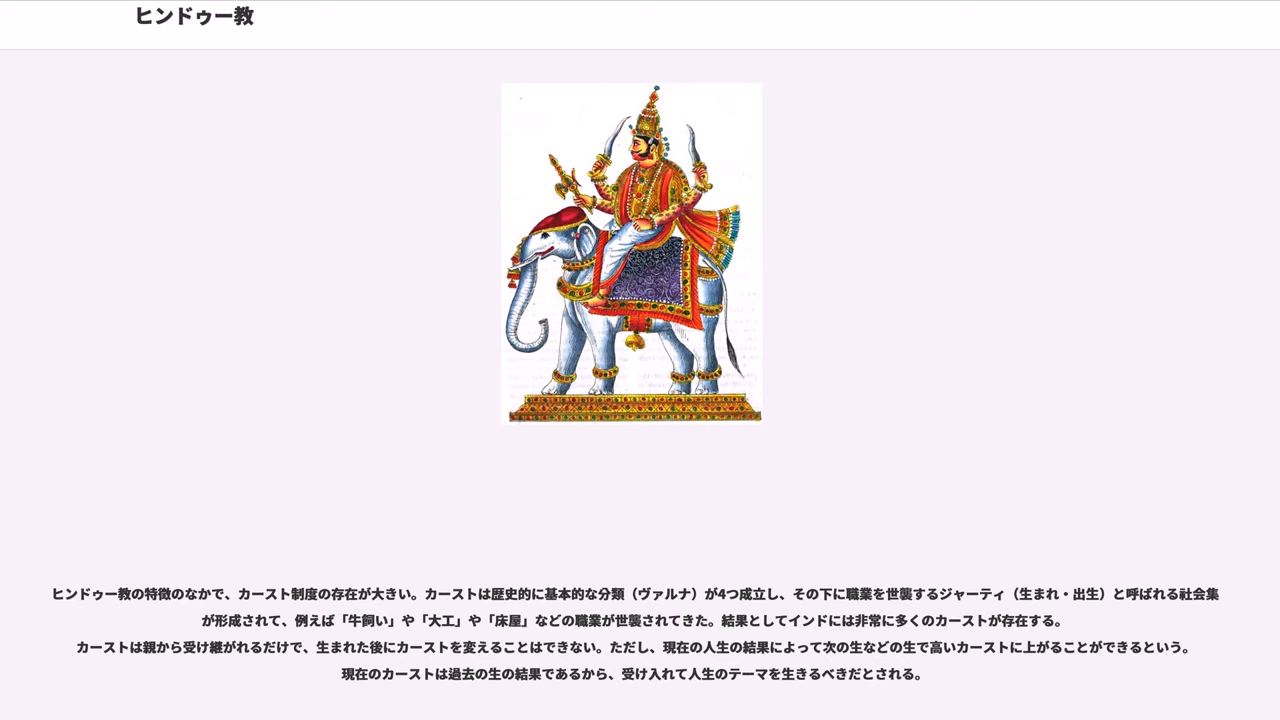 ヒンドゥー教
ヒンドゥー教の特徴のなかで、カースト制度の存在が大きい。カーストは歴史的に基本的な分類（ヴァルナ）が4つ成立し、その下に職業を世襲するジャーティ（生まれ・出生）と呼ばれる社会集
が形成されて、例えば「牛飼い」や「大工」や「床屋」などの職業が世襲されてきた。結果としてインドには非常に多くのカーストが存在する。
カーストは親から受け継がれるだけで、生まれた後にカーストを変えることはできない。ただし、現在の人生の結果によって次の生などの生で高いカーストに上がることができるという。
現在のカーストは過去の生の結果であるから、受け入れて人生のテーマを生きるべきだとされる。